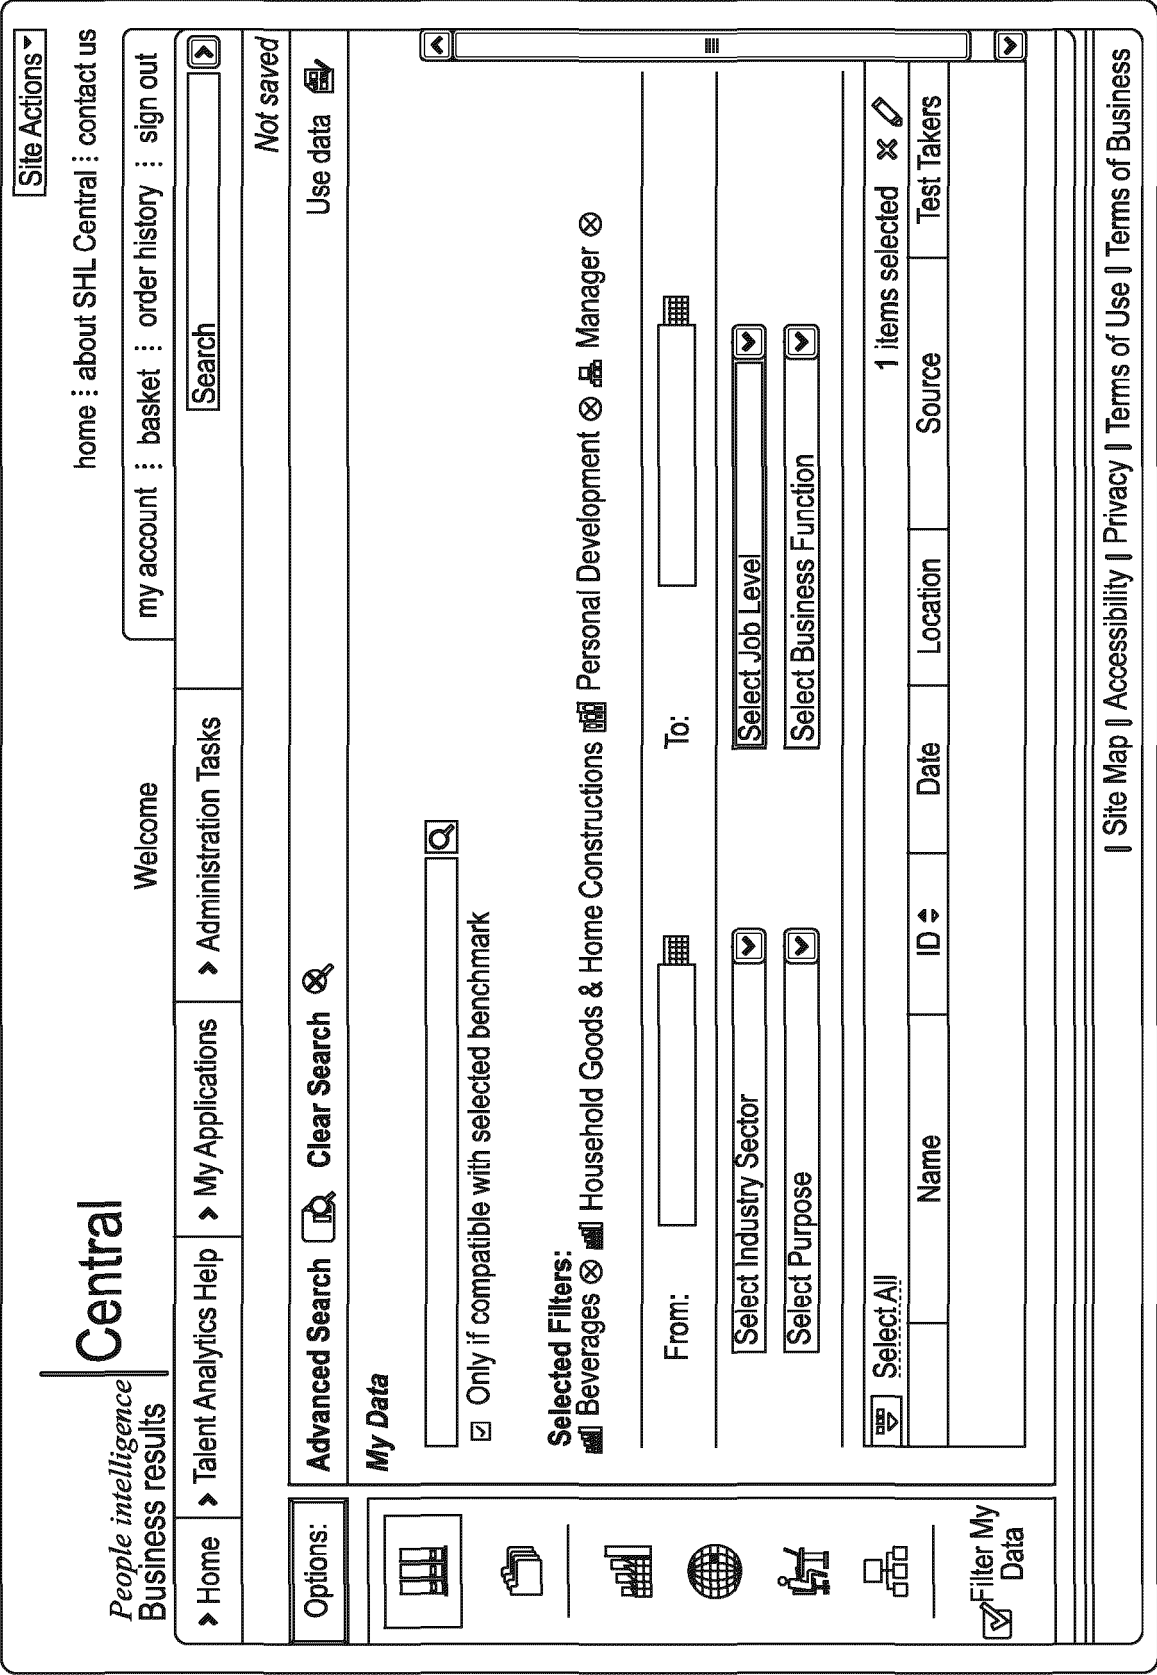 Site Actions
home ⋮ about SHL Central ⋮ contact us
People intelligence
Business results
Central
Welcome
my account ⋮ basket ⋮ order history ⋮ sign out
Home
Talent Analytics Help
My Applications
Administration Tasks
Search
Not saved
Options:
Advanced Search
Clear Search
Use data
My Data
Only if compatible with selected benchmark
Selected Filters:
Beverages ⊗ Household Goods & Home Constructions Personal Development ⊗ Manager ⊗
From:
To:
Select Industry Sector
Select Job Level
Select Purpose
Select Business Function
Select All
1 items selected
Name
ID
Date
Location
Source
Test Takers
Filter My
Data
▯ Site Map ▯ Accessibility ▯ Privacy ▯ Terms of Use ▯ Terms of Business